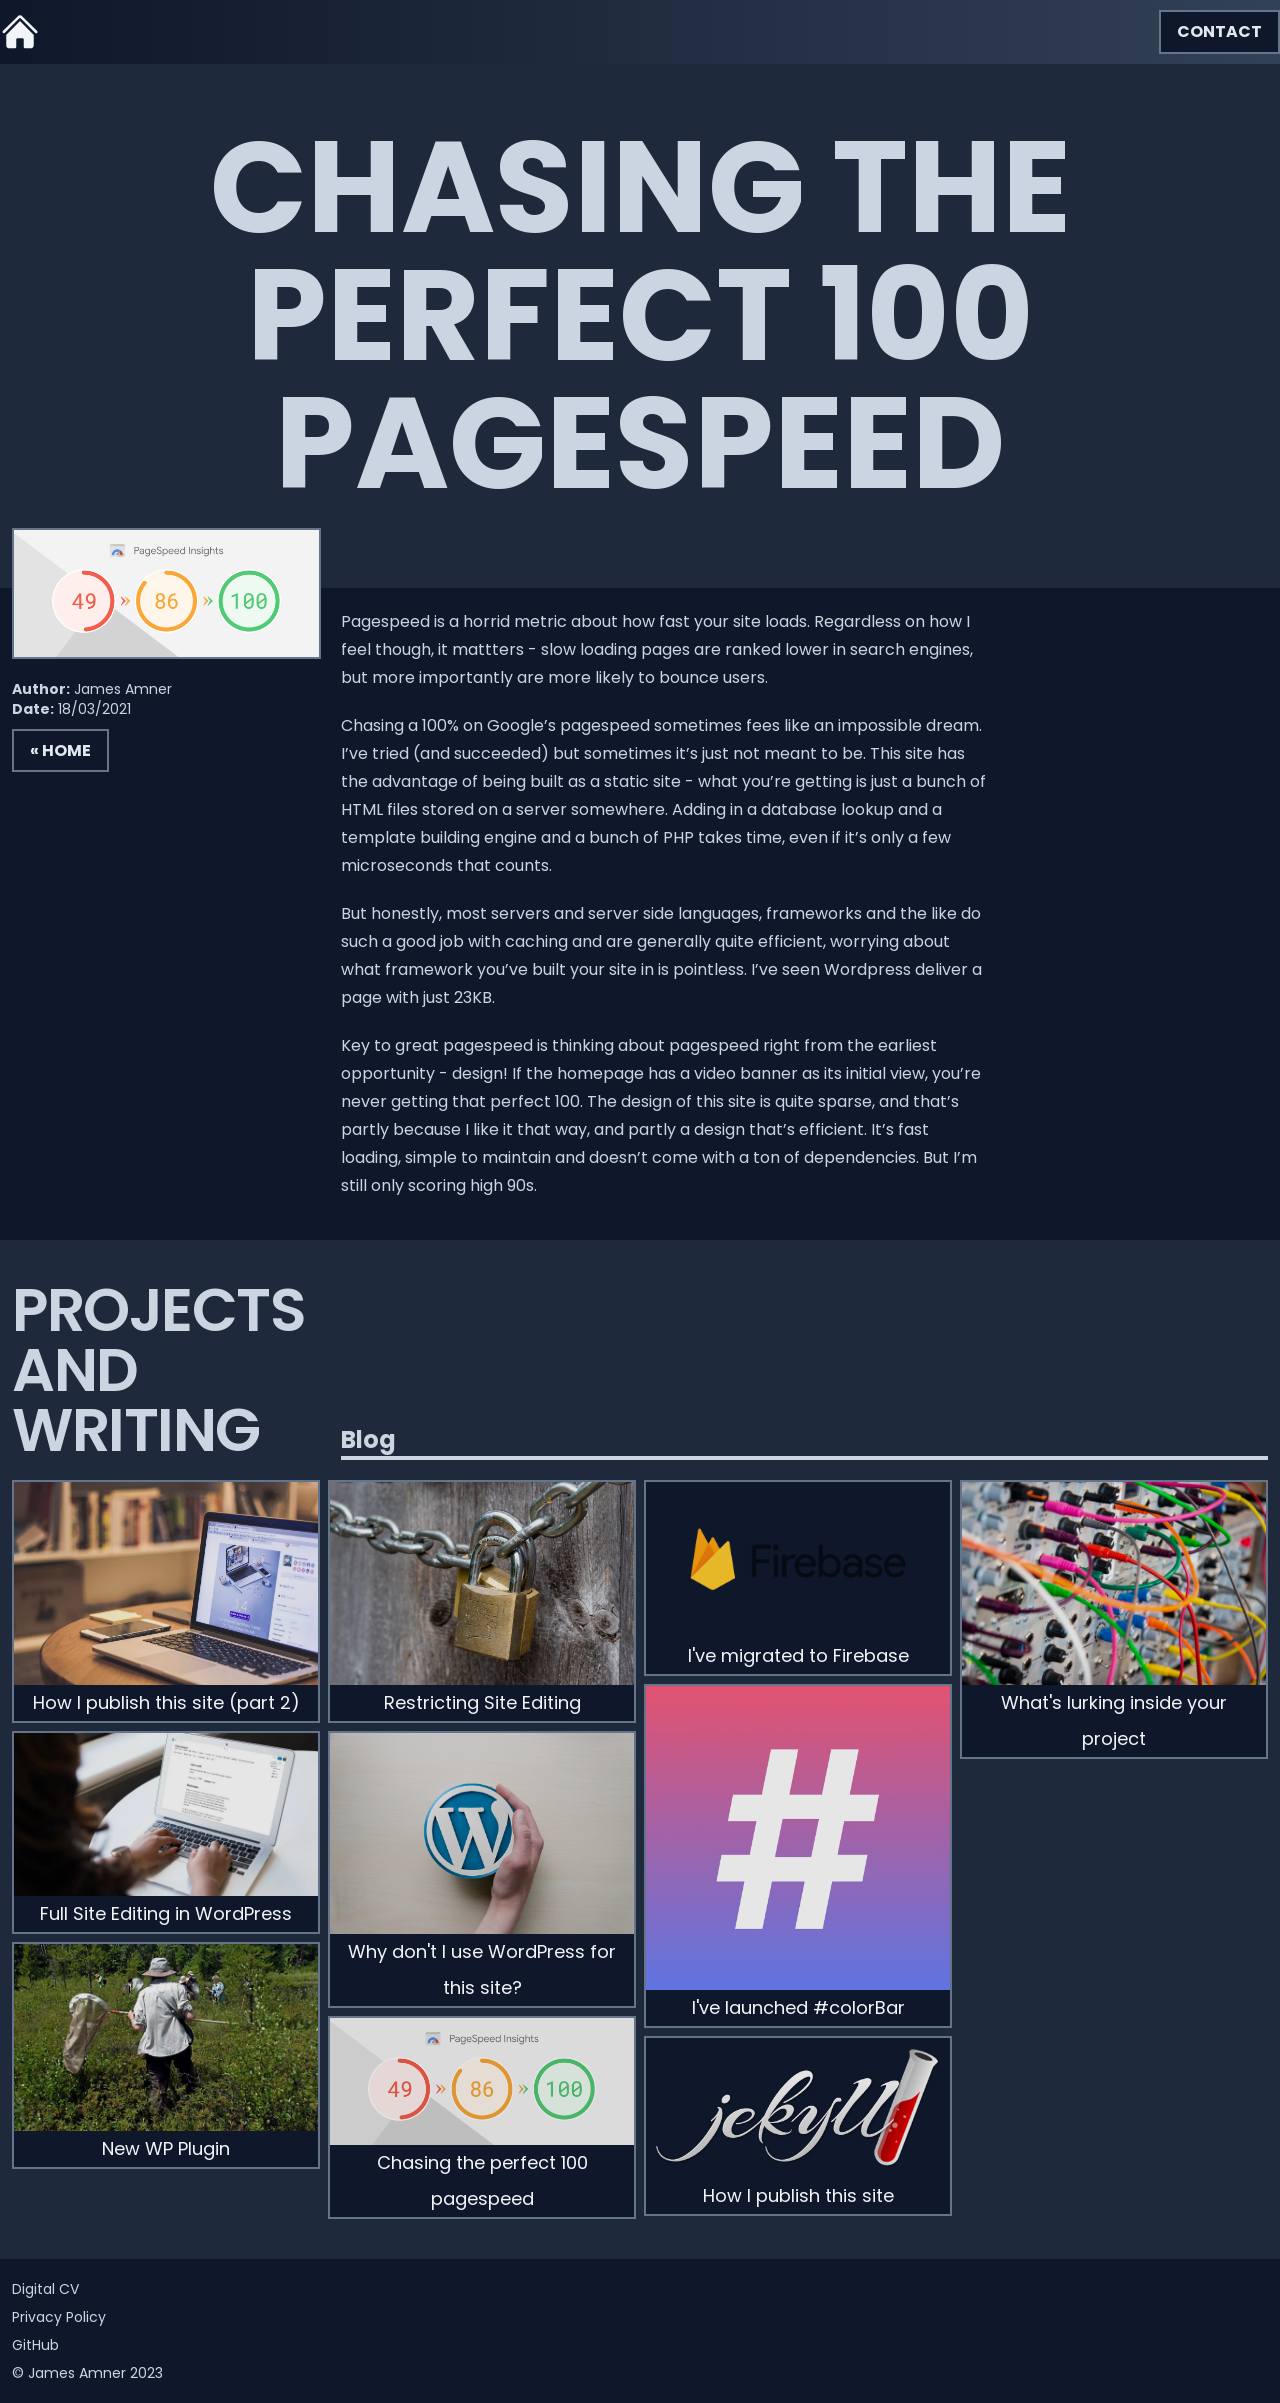 CONTACT
CHASING THE
PERFECT 100
PAGESPEED
PageSpeed Insights
49 » 86 » 100
Author: James Amner
Date: 18/03/2021
« HOME
Pagespeed is a horrid metric about how fast your site loads. Regardless on how I
feel though, it mattters - slow loading pages are ranked lower in search engines,
but more importantly are more likely to bounce users.
Chasing a 100% on Google’s pagespeed sometimes fees like an impossible dream.
I’ve tried (and succeeded) but sometimes it’s just not meant to be. This site has
the advantage of being built as a static site - what you’re getting is just a bunch of
HTML files stored on a server somewhere. Adding in a database lookup and a
template building engine and a bunch of PHP takes time, even if it’s only a few
microseconds that counts.
But honestly, most servers and server side languages, frameworks and the like do
such a good job with caching and are generally quite efficient, worrying about
what framework you’ve built your site in is pointless. I’ve seen Wordpress deliver a
page with just 23KB.
Key to great pagespeed is thinking about pagespeed right from the earliest
opportunity - design! If the homepage has a video banner as its initial view, you’re
never getting that perfect 100. The design of this site is quite sparse, and that’s
partly because I like it that way, and partly a design that’s efficient. It’s fast
loading, simple to maintain and doesn’t come with a ton of dependencies. But I’m
still only scoring high 90s.
PROJECTS
AND
WRITING
Blog
How I publish this site (part 2)
Full Site Editing in WordPress
New WP Plugin
Restricting Site Editing
W
Why don't I use WordPress for
this site?
PageSpeed Insights
49 » 86 » 100
Chasing the perfect 100
pagespeed
Firebase
I've migrated to Firebase
#
I've launched #colorBar
jekyll
How I publish this site
What's lurking inside your
project
Digital CV
Privacy Policy
GitHub
© James Amner 2023